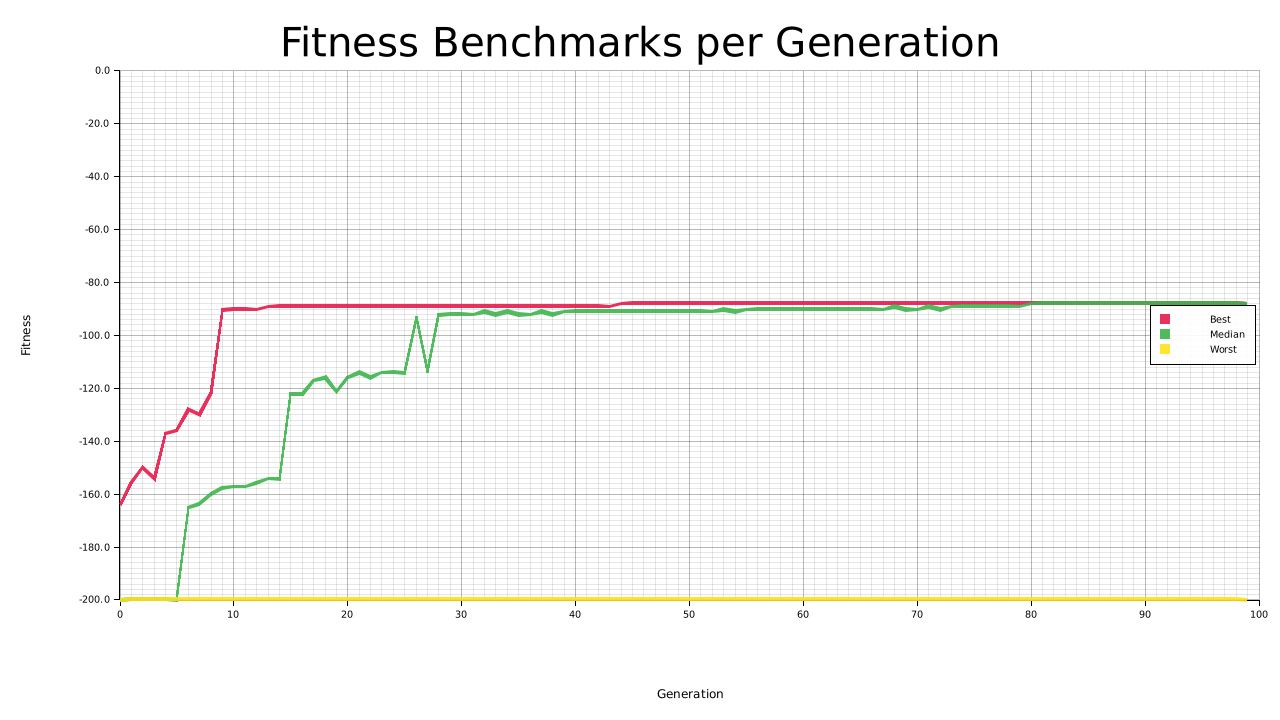 Fitness Benchmarks per Generation
0.0
-20.0
-40.0
-60.0
-80.0
-100.0
-120.0
-140.0
-160.0
-180.0
-200.0
Fitness
Best
Median
Worst
0 10 20 30 40 50 60 70 80 90 100
Generation